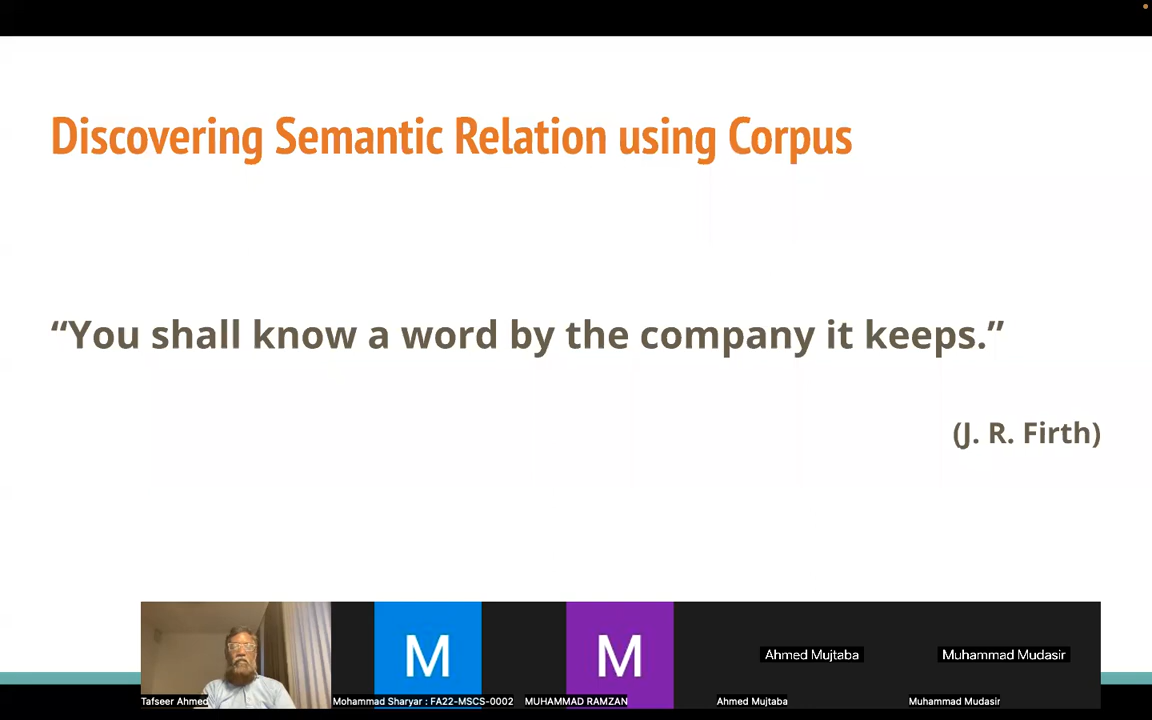 Discovering Semantic Relation using Corpus
“You shall know a word by the company it keeps.”
(J. R. Firth)
M
M
Ahmed Mujtaba
Muhammad Mudasir
Tafseer Ahmed
Mohammad Sharyar : FA22-MSCS-0002
MUHAMMAD RAMZAN
Ahmed Mujtaba
Muhammad Mudasir